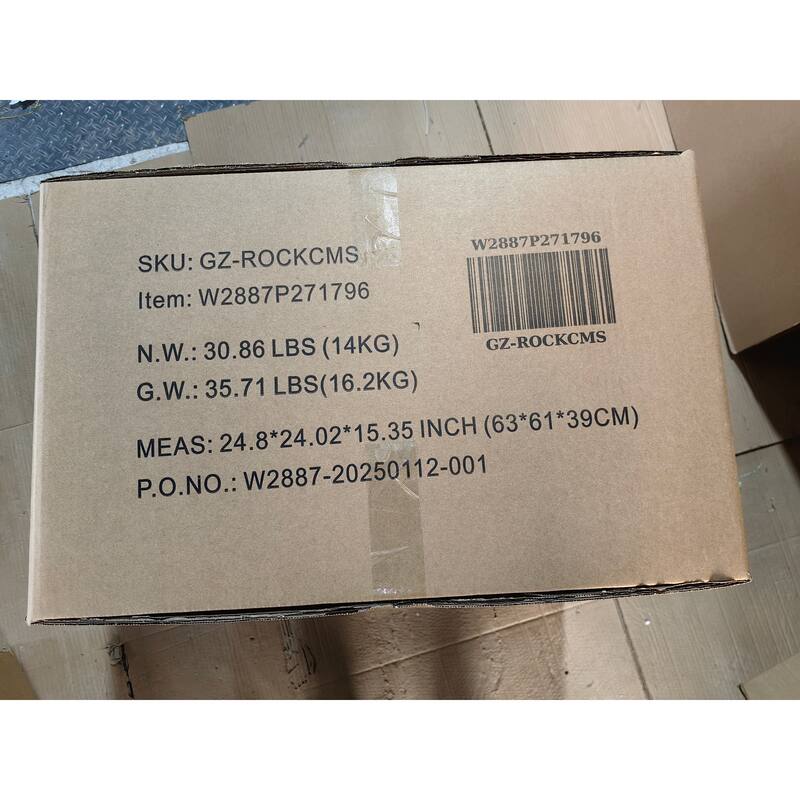 SKU: GZ-ROCKCMS
Item: W2887P271796
N.W.: 30.86 LBS (14KG)
G.W.: 35.71 LBS(16.2KG)
MEAS: 24.8*24.02*15.35 INCH (63*61*39CM)
P.O.NO.: W2887-20250112-001
W2887P271796
GZ-ROCKCMS